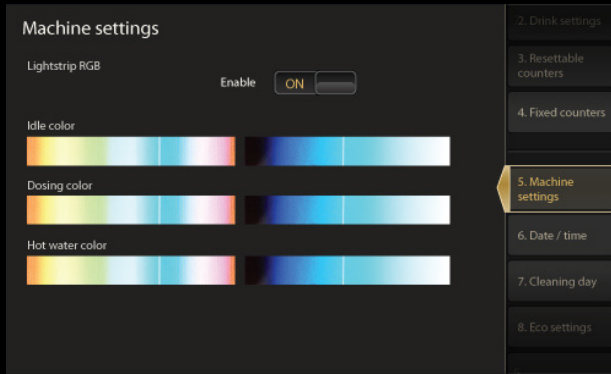 Machine settings
Lightstrip RGB
Enable
ON
Idle color
Dosing color
Hot water color
2. Drink settings
3. Resettable
counters
4. Fixed counters
5. Machine
settings
6. Date / time
7. Cleaning day
8. Eco settings